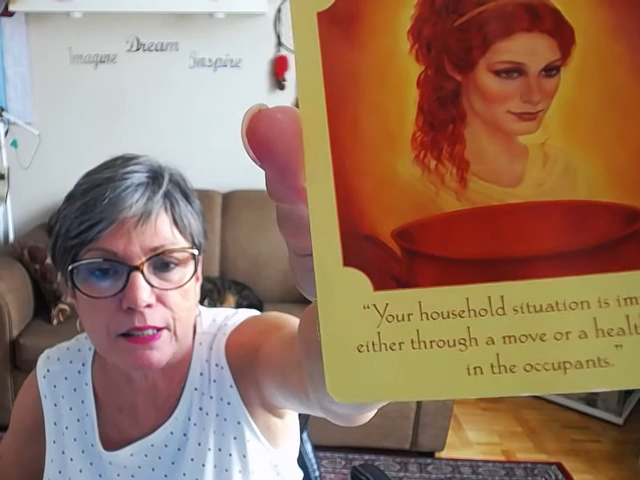 Imagine Dream Inspire
"Your household situation is im
either through a move or a healt
in the occupants."